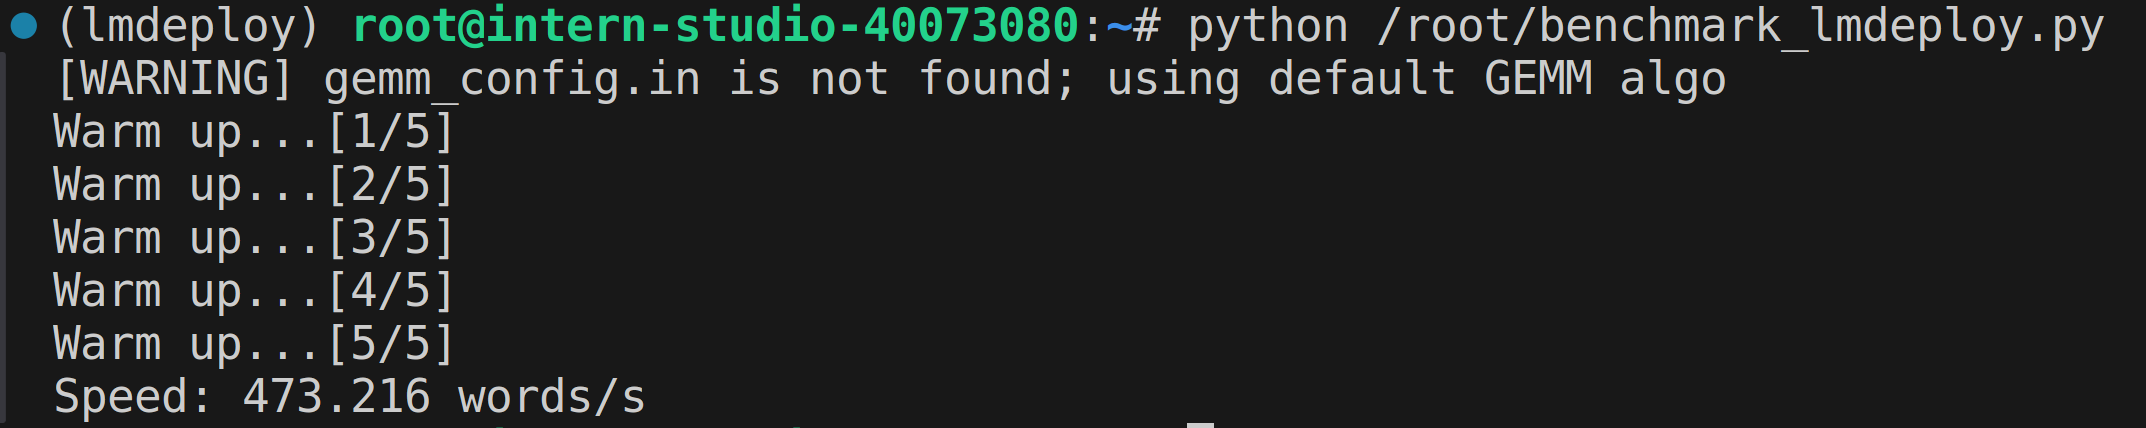 (lmdeploy) root@intern-studio-40073080:~# python /root/benchmark_lmdeploy.py
[WARNING] gemm_config.in is not found; using default GEMM algo
Warm up...[1/5]
Warm up...[2/5]
Warm up...[3/5]
Warm up...[4/5]
Warm up...[5/5]
Speed: 473.216 words/s